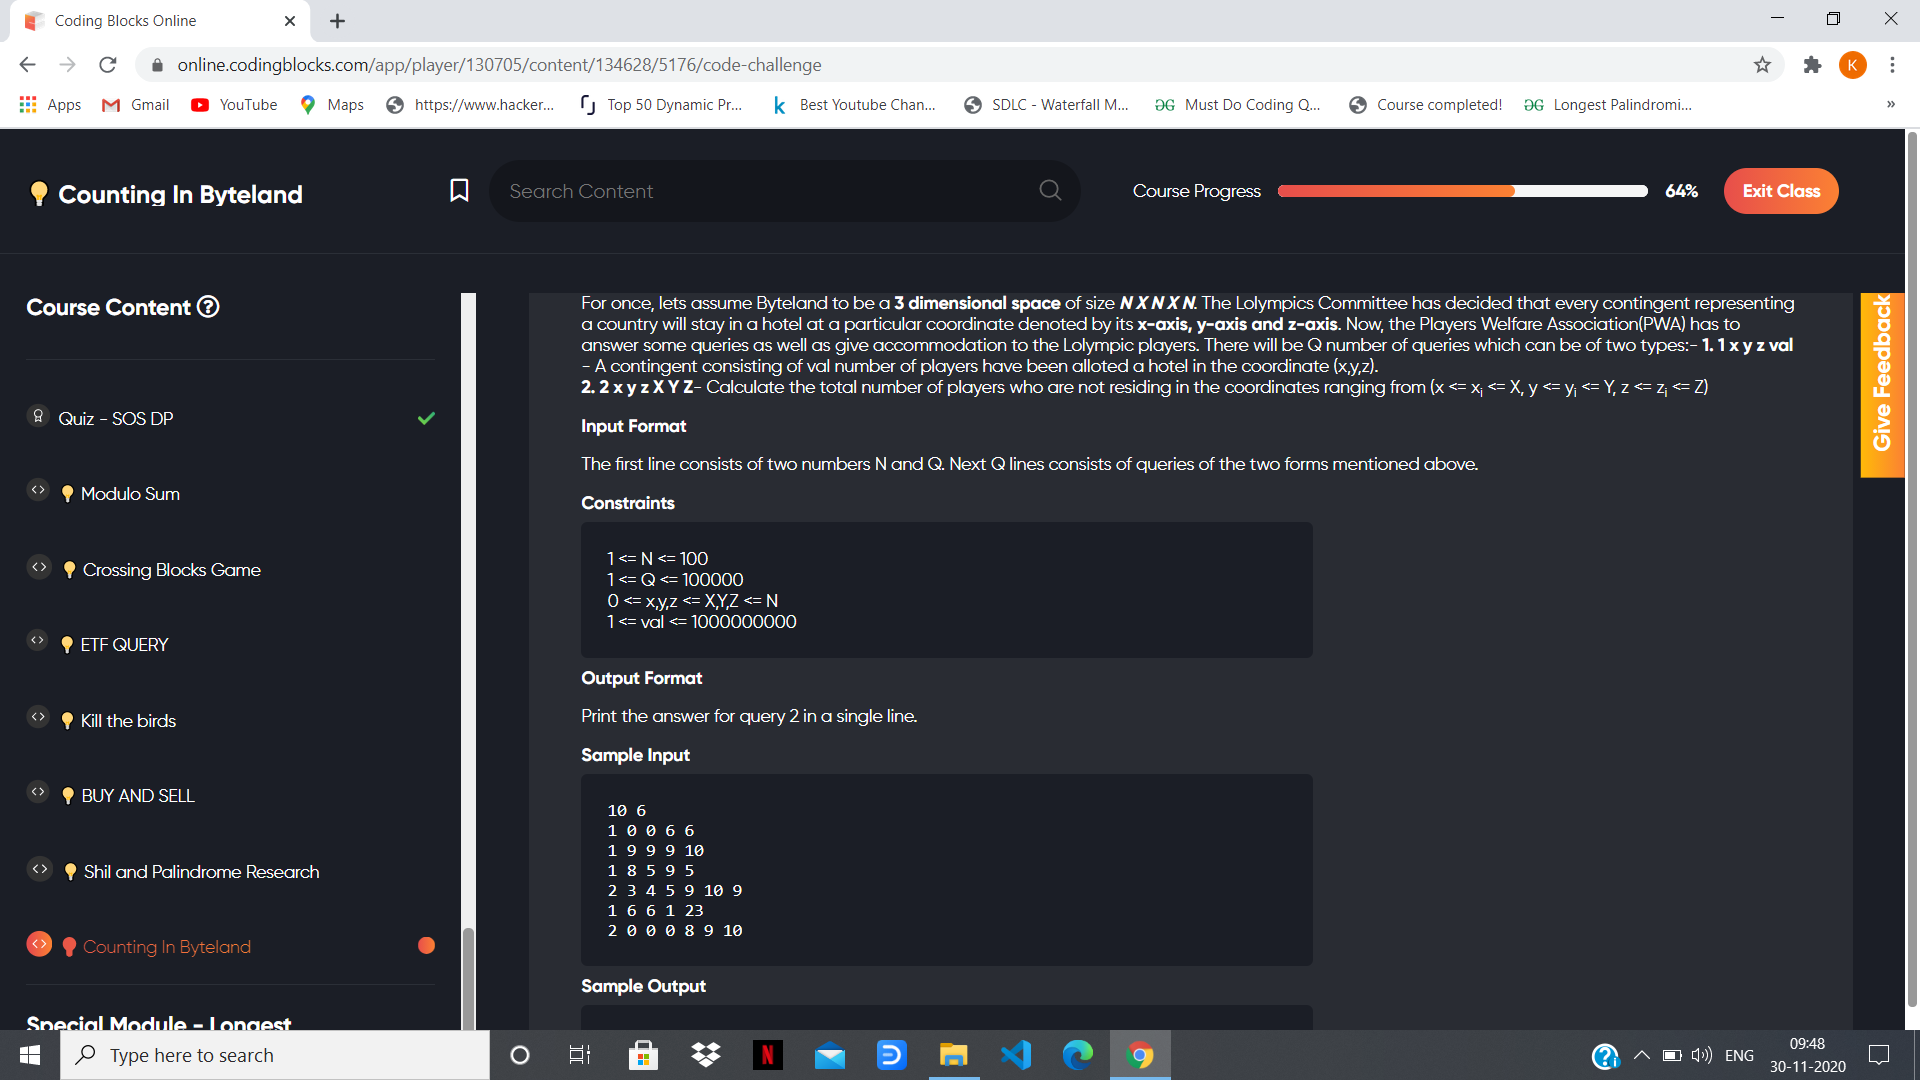 Coding Blocks Online
online.codingblocks.com/app/player/130705/content/134628/5176/code-challenge
K
Apps Gmail YouTube Maps https://www.hacker... Top 50 Dynamic Pr... Best Youtube Chan... SDLC - Waterfall M... Must Do Coding Q... Course completed! Longest Palindromi... »
Counting In Byteland
Search Content
Course Progress 64% Exit Class
Course Content
Quiz - SOS DP
Modulo Sum
Crossing Blocks Game
ETF QUERY
Kill the birds
BUY AND SELL
Shil and Palindrome Research
Counting In Byteland
Special Module - Longest
For once, lets assume Byteland to be a 3 dimensional space of size N X N X N. The Lolympics Committee has decided that every contingent representing
a country will stay in a hotel at a particular coordinate denoted by its x-axis, y-axis and z-axis. Now, the Players Welfare Association(PWA) has to
answer some queries as well as give accommodation to the Lolympic players. There will be Q number of queries which can be of two types:- 1. 1 x y z val
- A contingent consisting of val number of players have been alloted a hotel in the coordinate (x,y,z).
2. 2 x y z X Y Z- Calculate the total number of players who are not residing in the coordinates ranging from (x <= xi <= X, y <= yi <= Y, z <= zi <= Z)
Input Format
The first line consists of two numbers N and Q. Next Q lines consists of queries of the two forms mentioned above.
Constraints
1 <= N <= 100
1 <= Q <= 100000
0 <= x,y,z <= X,Y,Z <= N
1 <= val <= 1000000000
Output Format
Print the answer for query 2 in a single line.
Sample Input
10 6
1 0 0 6 6
1 9 9 9 10
1 8 5 9 5
2 3 4 5 9 10 9
1 6 6 1 23
2 0 0 0 8 9 10
Sample Output
Give Feedback
Type here to search
ENG
09:48
30-11-2020